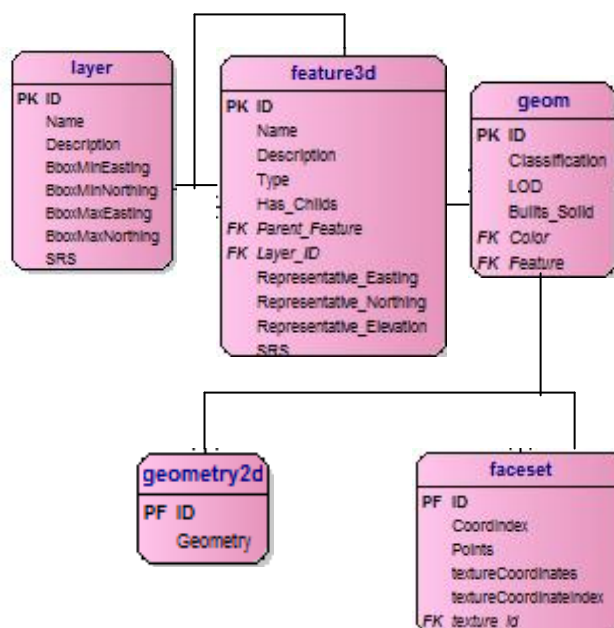 layer
PK ID
Name
Description
BboxMinEasting
BboxMinNorthing
BboxMaxEasting
BboxMaxNorthing
SRS
feature3d
PK ID
Name
Description
Type
Has_Childs
FK Parent_Feature
FK Layer_ID
Representative_Easting
Representative_Northing
Representative_Elevation
SRS
geom
PK ID
Classification
LOD
Builts_Solid
FK Color
FK Feature
geometry2d
PF ID
Geometry
faceset
PF ID
CoordIndex
Points
textureCoordinates
textureCoordinateIndex
FK texture_id